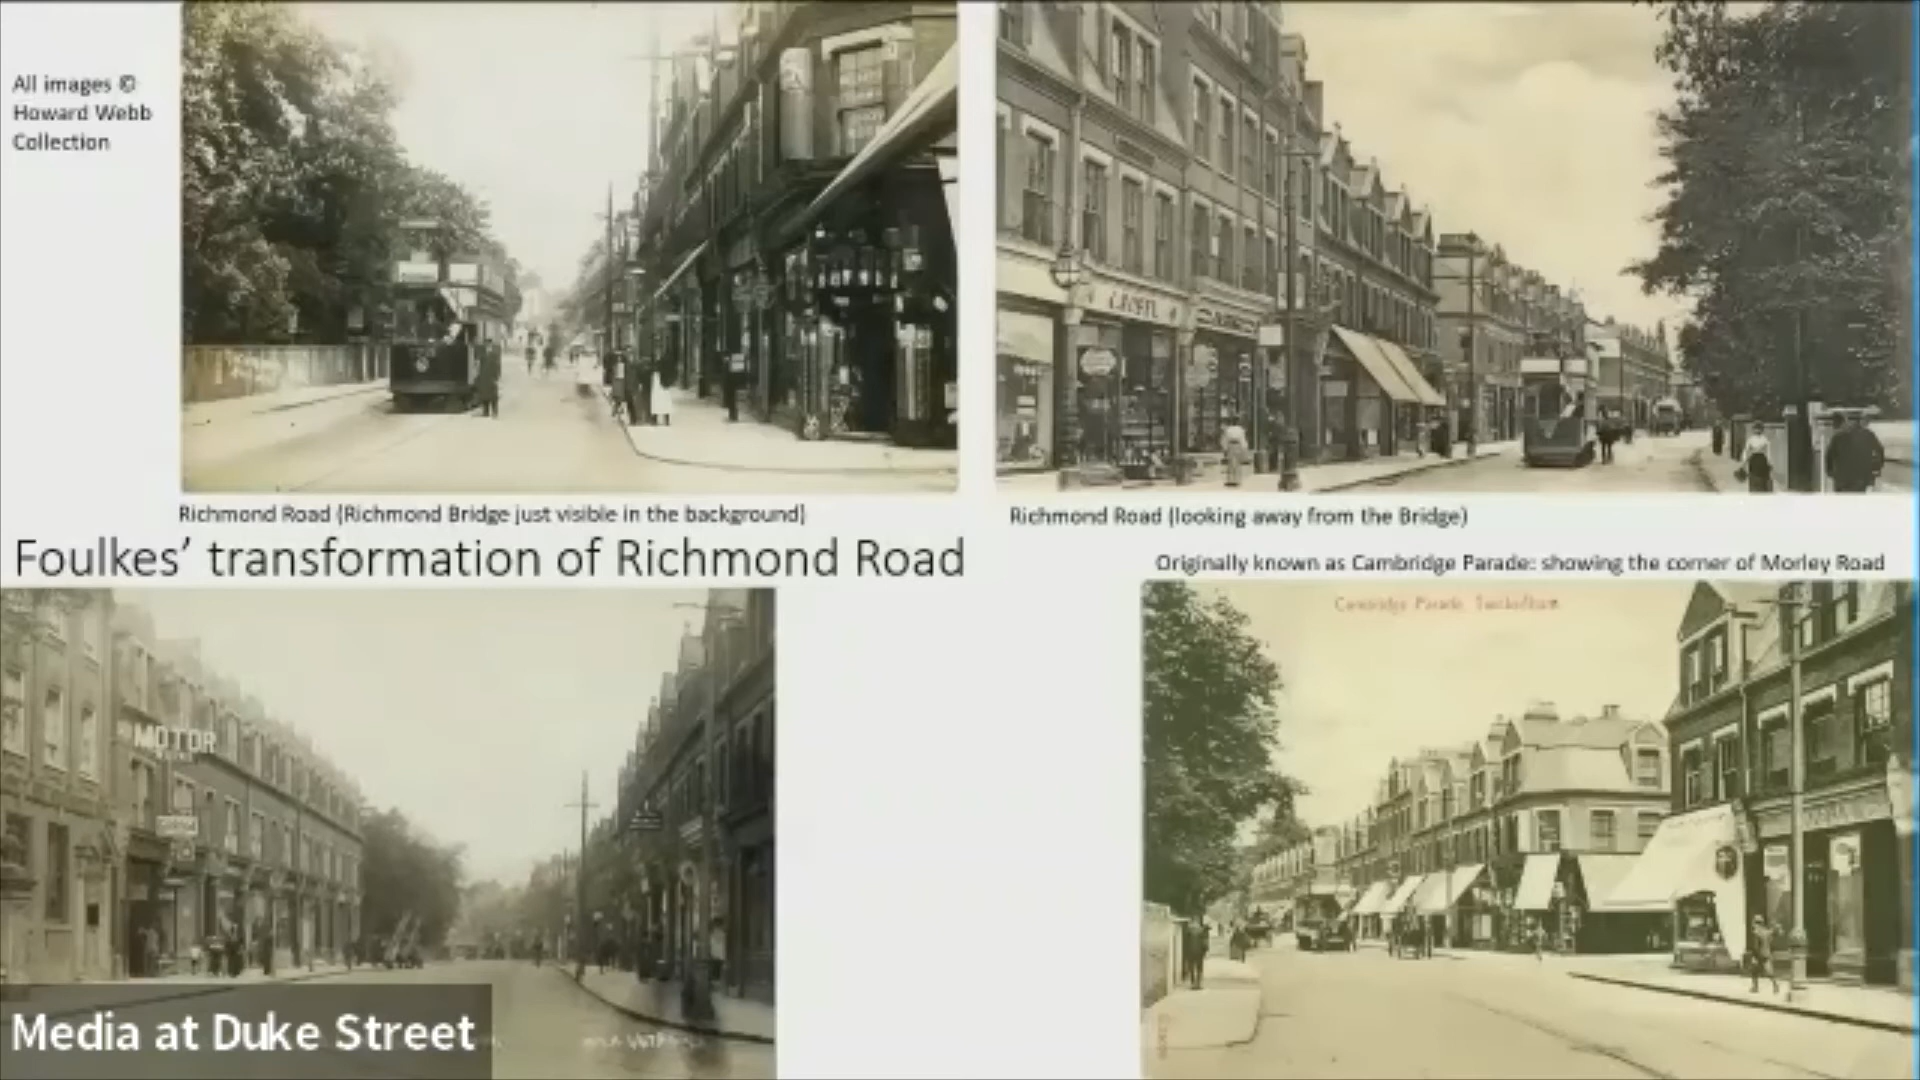 All images ©
Howard Webb
Collection
Richmond Road (Richmond Bridge just visible in the background)
Richmond Road (looking away from the Bridge)
Foulkes’ transformation of Richmond Road
Originally known as Cambridge Parade: showing the corner of Morley Road
Cambridge Parade, Twickenham
MOTOR
Media at Duke Street